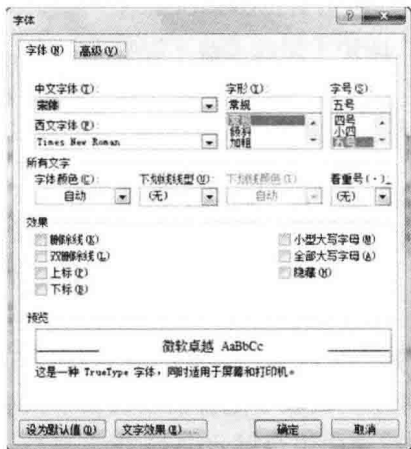 字体
字体(N) 高级(V)
中文字体(T): 字形(Y): 字号(S):
宋体 常规 五号
西文字体(F): 常规 四号
Times New Roman 倾斜 小四
加粗 五号
所有文字
字体颜色(C): 下划线线型(U): 下划线颜色(I) 着重号(·)
自动 (无) 自动 (无)
效果
删除线(K) 小型大写字母(M)
双删除线(L) 全部大写字母(A)
上标(P) 隐藏(H)
下标(B)
预览
微软卓越 AaBbCc
这是一种 TrueType 字体，同时适用于屏幕和打印机。
设为默认值(D) 文字效果(E)... 确定 取消